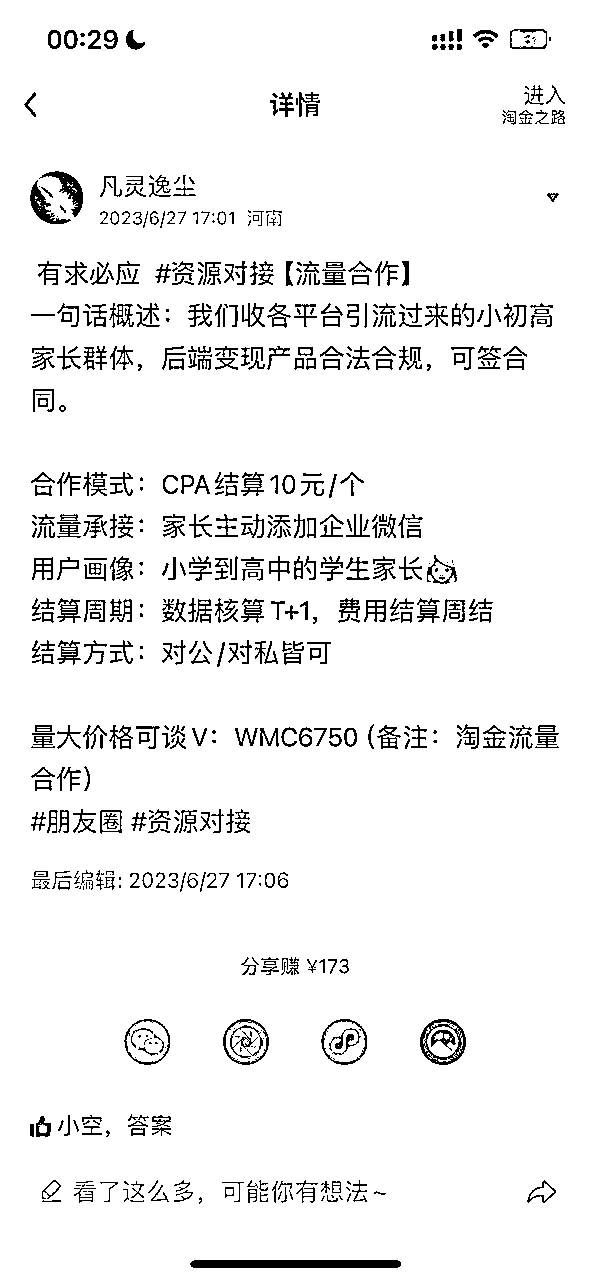 00:29
详情
进入
淘金之路
凡灵逸尘
2023/6/27 17:01 河南
有求必应 #资源对接【流量合作】
一句话概述：我们收各平台引流过来的小初高
家长群体，后端变现产品合法合规，可签合
同。
合作模式：CPA结算10元/个
流量承接：家长主动添加企业微信
用户画像：小学到高中的学生家长
结算周期：数据核算T+1，费用结算周结
结算方式：对公/对私皆可
量大价格可谈V：WMC6750（备注：淘金流量
合作）
#朋友圈 #资源对接
最后编辑: 2023/6/27 17:06
分享赚 ¥173
小空，答案
看了这么多，可能你有想法~